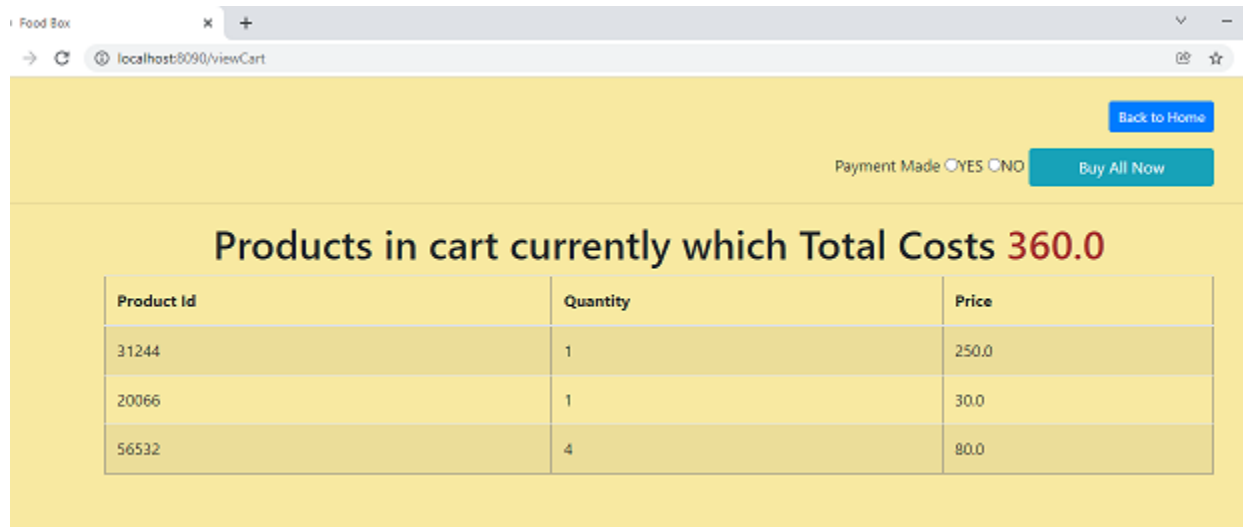 Food Box
localhost:8090/viewCart
Back to Home
Payment Made YES NO Buy All Now
Products in cart currently which Total Costs 360.0
Product Id Quantity Price
31244 1 250.0
20066 1 30.0
56532 4 80.0